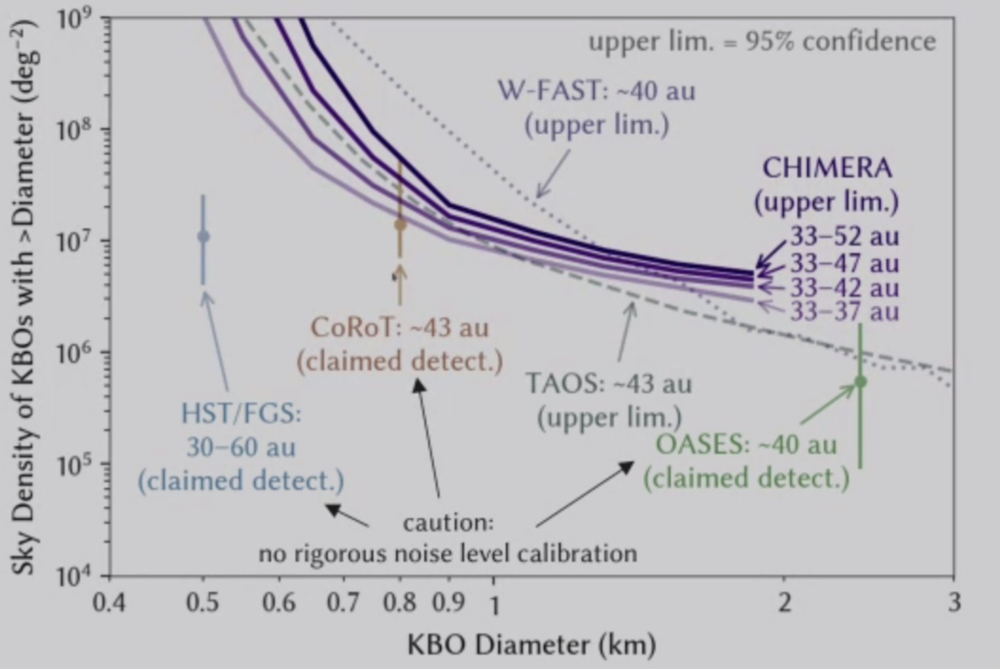 Sky Density of KBOs with >Diameter (deg⁻²)
10⁹
10⁸
10⁷
10⁶
10⁵
10⁴
upper lim. = 95% confidence
W-FAST: ~40 au
(upper lim.)
CHIMERA
(upper lim.)
33–52 au
33–47 au
33–42 au
33–37 au
CoRoT: ~43 au
(claimed detect.)
TAOS: ~43 au
(upper lim.)
HST/FGS:
30–60 au
(claimed detect.)
OASES: ~40 au
(claimed detect.)
caution:
no rigorous noise level calibration
0.4 0.5 0.6 0.7 0.8 0.9 1 2 3
KBO Diameter (km)